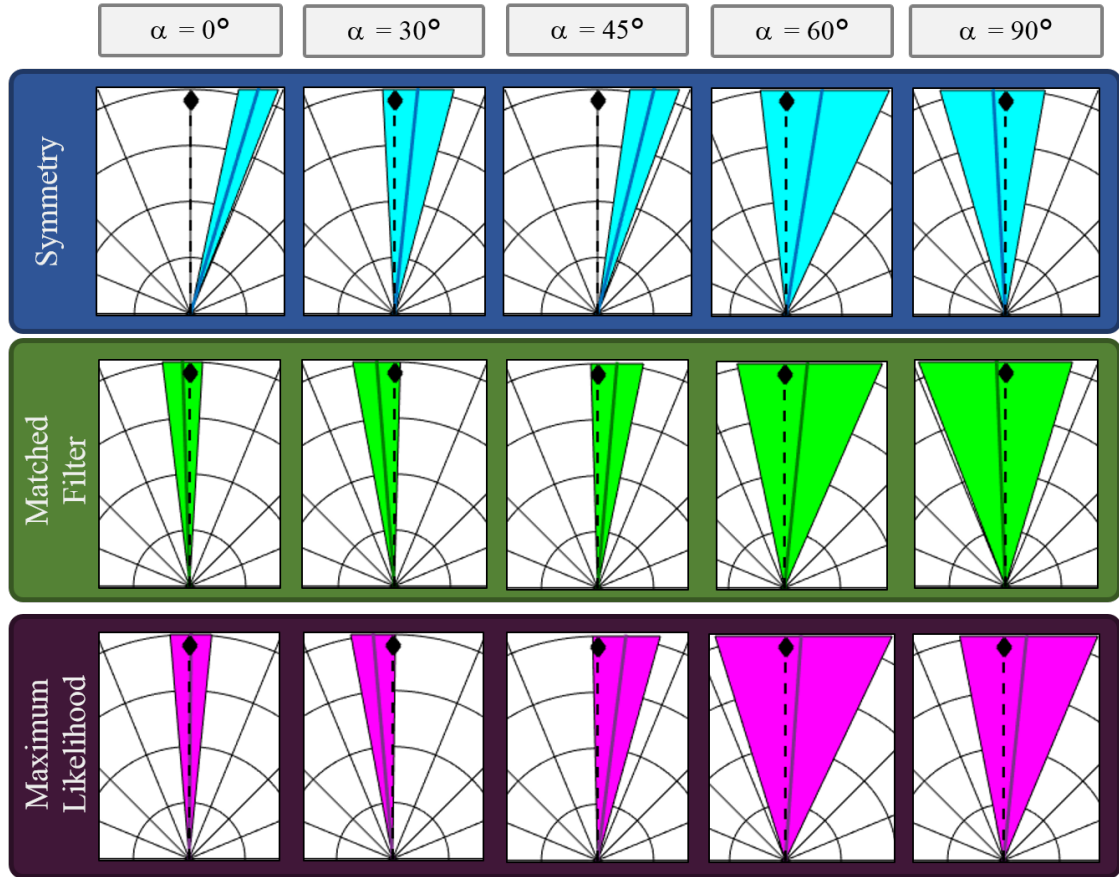 α = 0°
α = 30°
α = 45°
α = 60°
α = 90°
Symmetry
Matched
Filter
Maximum
Likelihood